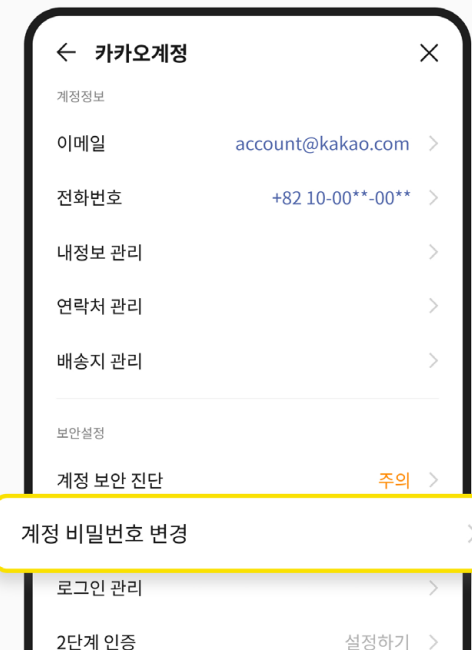 카카오계정
계정정보
이메일 account@kakao.com
전화번호 +82 10-00**-00**
내정보 관리
연락처 관리
배송지 관리
보안설정
계정 보안 진단 주의
계정 비밀번호 변경
로그인 관리
2단계 인증 설정하기